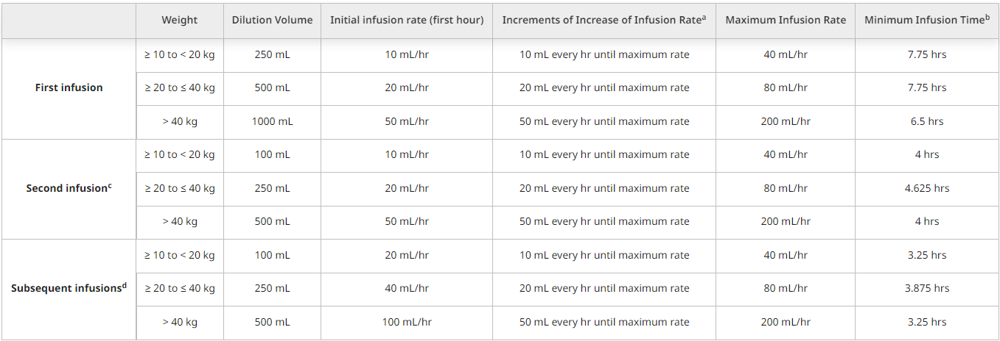 Weight Dilution Volume Initial infusion rate (first hour) Increments of Increase of Infusion Rateᵃ Maximum Infusion Rate Minimum Infusion Timeᵇ
First infusion ≥ 10 to < 20 kg 250 mL 10 mL/hr 10 mL every hr until maximum rate 40 mL/hr 7.75 hrs
≥ 20 to ≤ 40 kg 500 mL 20 mL/hr 20 mL every hr until maximum rate 80 mL/hr 7.75 hrs
> 40 kg 1000 mL 50 mL/hr 50 mL every hr until maximum rate 200 mL/hr 6.5 hrs
Second infusionᶜ ≥ 10 to < 20 kg 100 mL 10 mL/hr 10 mL every hr until maximum rate 40 mL/hr 4 hrs
≥ 20 to ≤ 40 kg 250 mL 20 mL/hr 20 mL every hr until maximum rate 80 mL/hr 4.625 hrs
> 40 kg 500 mL 50 mL/hr 50 mL every hr until maximum rate 200 mL/hr 4 hrs
Subsequent infusionsᵈ ≥ 10 to < 20 kg 100 mL 20 mL/hr 10 mL every hr until maximum rate 40 mL/hr 3.25 hrs
≥ 20 to ≤ 40 kg 250 mL 40 mL/hr 20 mL every hr until maximum rate 80 mL/hr 3.875 hrs
> 40 kg 500 mL 100 mL/hr 50 mL every hr until maximum rate 200 mL/hr 3.25 hrs